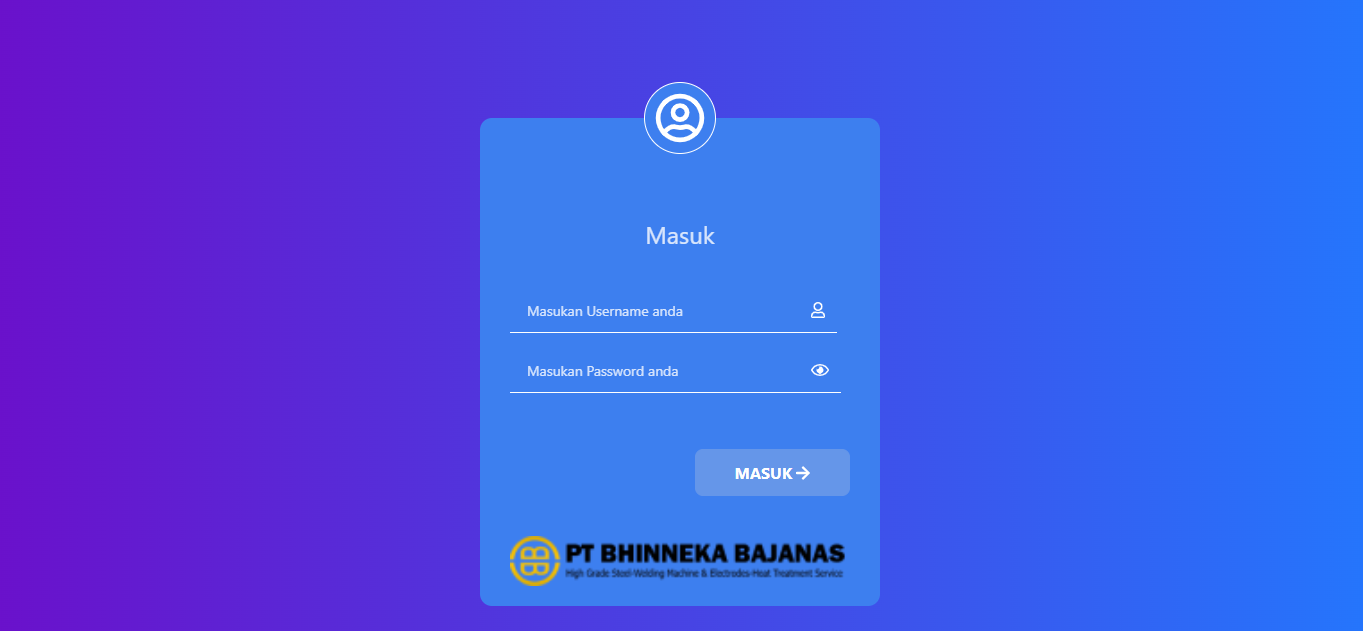 Masuk
Masukan Username anda
Masukan Password anda
MASUK
PT BHINNEKA BAJANAS
High Grade Steel-Welding Machine & Electrodes-Heat Treatment Service